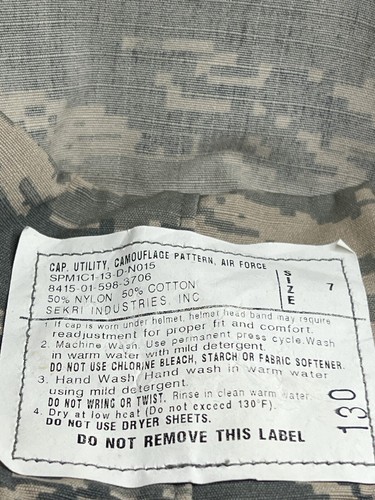 CAP, UTILITY, CAMOUFLAGE PATTERN, AIR FORCE
SPM1C1-13-D-N015
8415-01-598-3706
50% NYLON 50% COTTON
SEKRI INDUSTRIES, INC
SIZE 7
1. If cap is worn under helmet, helmet head band may require
readjustment for proper fit and comfort.
2. Machine Wash. Use permanent press cycle. Wash
in warm water with mild detergent.
DO NOT USE CHLORINE BLEACH, STARCH OR FABRIC SOFTENER.
3. Hand Wash. Hand wash in warm water
using mild detergent.
DO NOT WRING OR TWIST. Rinse in clean warm water.
4. Dry at low heat (Do not exceed 130°F).
DO NOT USE DRYER SHEETS.
DO NOT REMOVE THIS LABEL
130